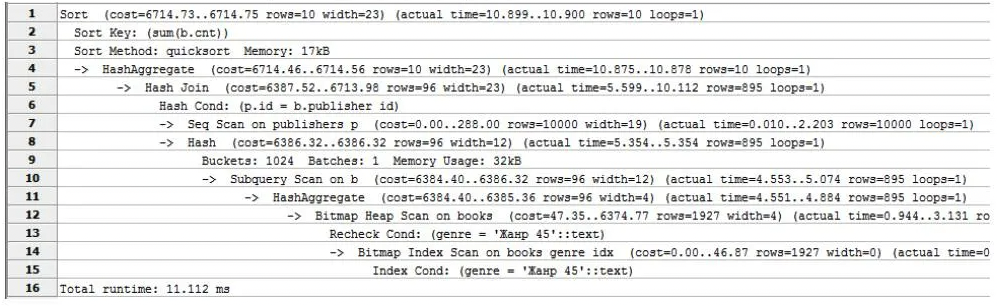 1 Sort (cost=6714.73..6714.75 rows=10 width=23) (actual time=10.899..10.900 rows=10 loops=1)
2 Sort Key: (sum(b.cnt))
3 Sort Method: quicksort Memory: 17kB
4 -> HashAggregate (cost=6714.46..6714.56 rows=10 width=23) (actual time=10.875..10.878 rows=10 loops=1)
5 -> Hash Join (cost=6387.52..6713.98 rows=96 width=23) (actual time=5.599..10.112 rows=895 loops=1)
6 Hash Cond: (p.id = b.publisher id)
7 -> Seq Scan on publishers p (cost=0.00..288.00 rows=10000 width=19) (actual time=0.010..2.203 rows=10000 loops=1)
8 -> Hash (cost=6386.32..6386.32 rows=96 width=12) (actual time=5.354..5.354 rows=895 loops=1)
9 Buckets: 1024 Batches: 1 Memory Usage: 32kB
10 -> Subquery Scan on b (cost=6384.40..6386.32 rows=96 width=12) (actual time=4.553..5.074 rows=895 loops=1)
11 -> HashAggregate (cost=6384.40..6385.36 rows=96 width=4) (actual time=4.551..4.884 rows=895 loops=1)
12 -> Bitmap Heap Scan on books (cost=47.35..6374.77 rows=1927 width=4) (actual time=0.944..3.131 ro
13 Recheck Cond: (genre = 'Жанр 45'::text)
14 -> Bitmap Index Scan on books genre idx (cost=0.00..46.87 rows=1927 width=0) (actual time=0
15 Index Cond: (genre = 'Жанр 45'::text)
16 Total runtime: 11.112 ms